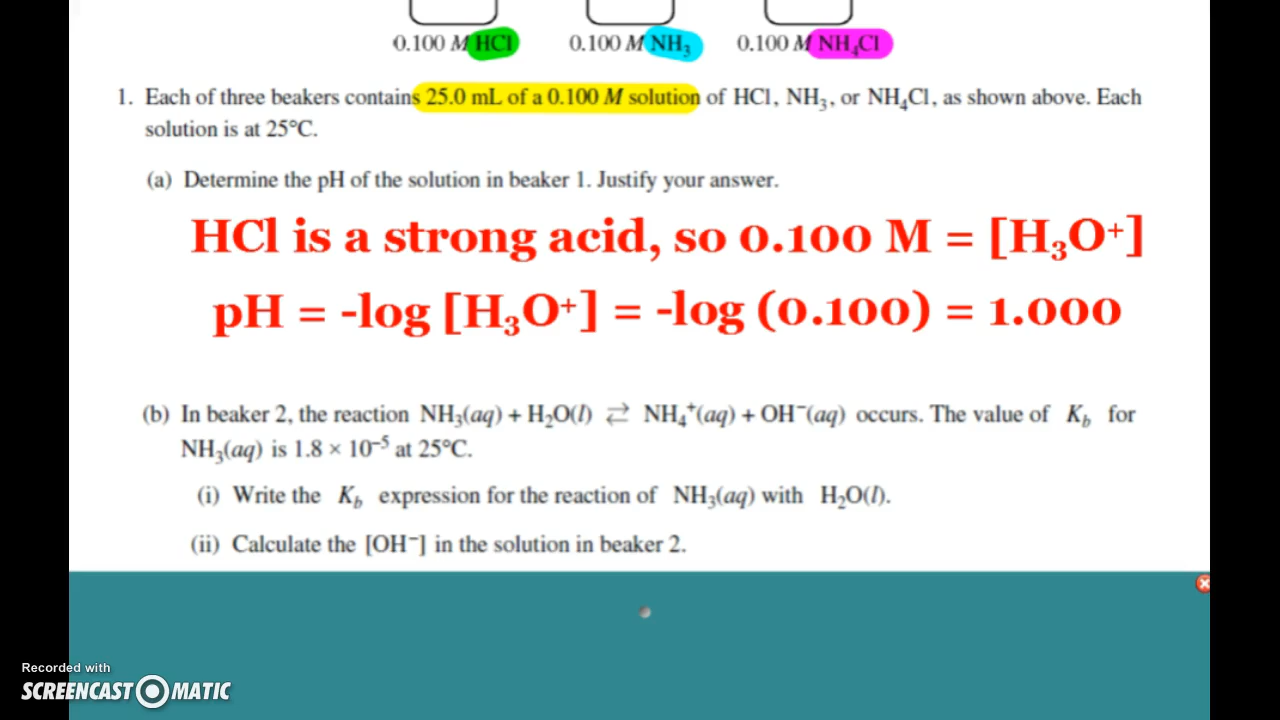 0.100 M HCl 0.100 M NH₃ 0.100 M NH₄Cl
1. Each of three beakers contains 25.0 mL of a 0.100 M solution of HCl, NH₃, or NH₄Cl, as shown above. Each
solution is at 25°C.
(a) Determine the pH of the solution in beaker 1. Justify your answer.
HCl is a strong acid, so 0.100 M = [H₃O⁺]
pH = -log [H₃O⁺] = -log (0.100) = 1.000
(b) In beaker 2, the reaction NH₃(aq) + H₂O(l) ⇄ NH₄⁺(aq) + OH⁻(aq) occurs. The value of K_b for
NH₃(aq) is 1.8 × 10⁻⁵ at 25°C.
(i) Write the K_b expression for the reaction of NH₃(aq) with H₂O(l).
(ii) Calculate the [OH⁻] in the solution in beaker 2.
Recorded with
SCREENCAST MATIC